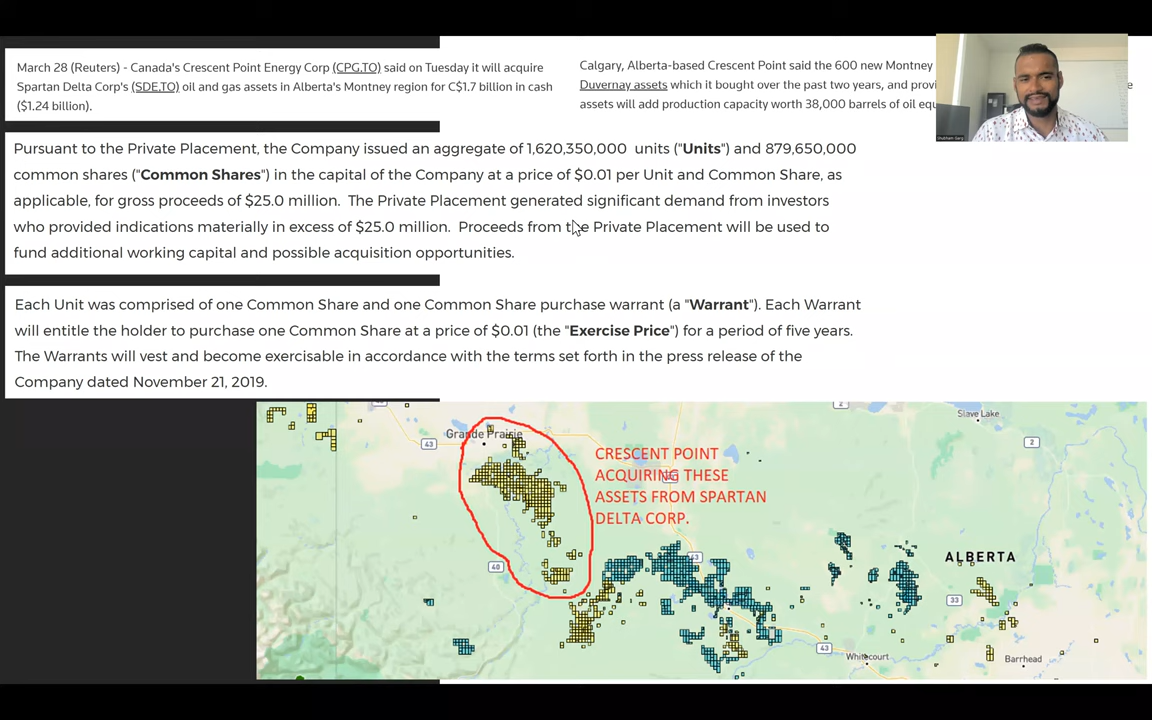 March 28 (Reuters) - Canada's Crescent Point Energy Corp (CPG.TO) said on Tuesday it will acquire
Spartan Delta Corp's (SDE.TO) oil and gas assets in Alberta's Montney region for C$1.7 billion in cash
($1.24 billion).
Calgary, Alberta-based Crescent Point said the 600 new Montney
Duvernay assets which it bought over the past two years, and
assets will add production capacity worth 38,000 barrels of oil
Pursuant to the Private Placement, the Company issued an aggregate of 1,620,350,000 units ("Units") and 879,650,000
common shares ("Common Shares") in the capital of the Company at a price of $0.01 per Unit and Common Share, as
applicable, for gross proceeds of $25.0 million. The Private Placement generated significant demand from investors
who provided indications materially in excess of $25.0 million. Proceeds from the Private Placement will be used to
fund additional working capital and possible acquisition opportunities.
Each Unit was comprised of one Common Share and one Common Share purchase warrant (a "Warrant"). Each Warrant
will entitle the holder to purchase one Common Share at a price of $0.01 (the "Exercise Price") for a period of five years.
The Warrants will vest and become exercisable in accordance with the terms set forth in the press release of the
Company dated November 21, 2019.
2
Slave Lake
43
Grande Prairie
2
CRESCENT POINT
ACQUIRING THESE
ASSETS FROM SPARTAN
DELTA CORP.
43
40
ALBERTA
33
43
Whitecourt
Barrhead